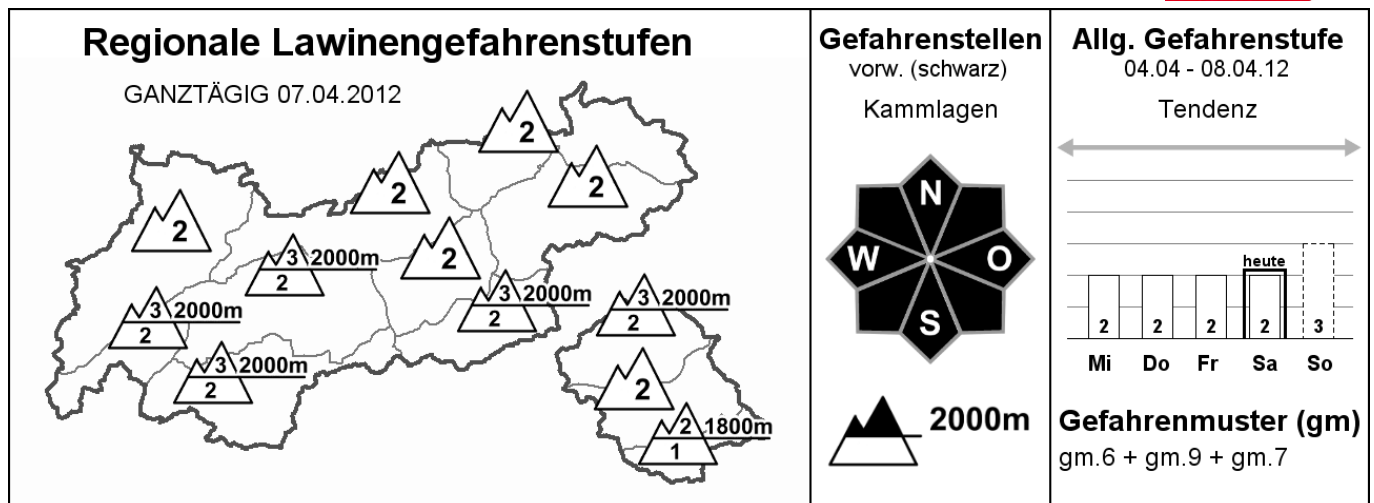 Regionale Lawinengefahrenstufen
GANZTÄGIG 07.04.2012
2
2
2
2
3 2000m
2
2
3 2000m
2
3 2000m
2
3 2000m
2
3 2000m
2
2
2 1800m
1
Gefahrenstellen
vorw. (schwarz)
Kammlagen
N
W O
S
2000m
Allg. Gefahrenstufe
04.04 - 08.04.12
Tendenz
heute
2 2 2 2 3
Mi Do Fr Sa So
Gefahrenmuster (gm)
gm.6 + gm.9 + gm.7